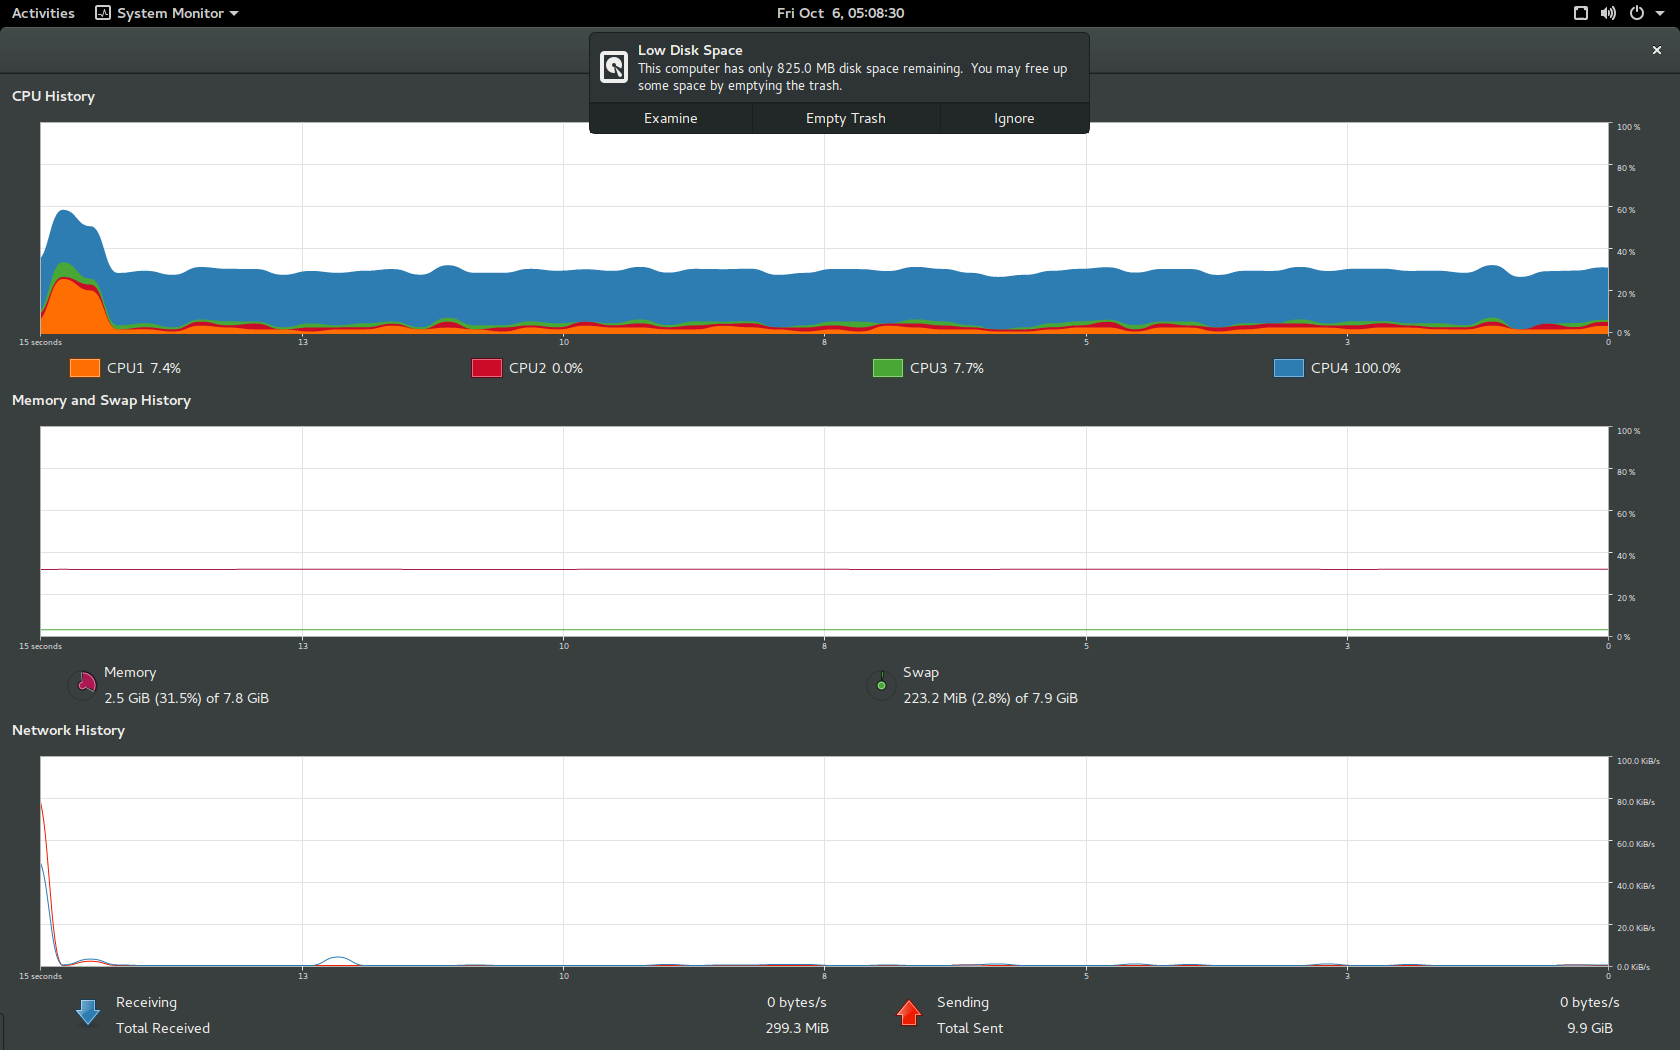 Activities System Monitor Fri Oct 6, 05:08:30
Low Disk Space
This computer has only 825.0 MB disk space remaining. You may free up
some space by emptying the trash.
Examine Empty Trash Ignore
CPU History
100 %
80 %
60 %
40 %
20 %
0 %
15 seconds 13 10 8 5 3 0
CPU1 7.4% CPU2 0.0% CPU3 7.7% CPU4 100.0%
Memory and Swap History
100 %
80 %
60 %
40 %
20 %
0 %
15 seconds 13 10 8 5 3 0
Memory
2.5 GiB (31.5%) of 7.8 GiB
Swap
223.2 MiB (2.8%) of 7.9 GiB
Network History
100.0 KiB/s
80.0 KiB/s
60.0 KiB/s
40.0 KiB/s
20.0 KiB/s
0.0 KiB/s
15 seconds 13 10 8 5 3 0
Receiving 0 bytes/s
Total Received 299.3 MiB
Sending 0 bytes/s
Total Sent 9.9 GiB